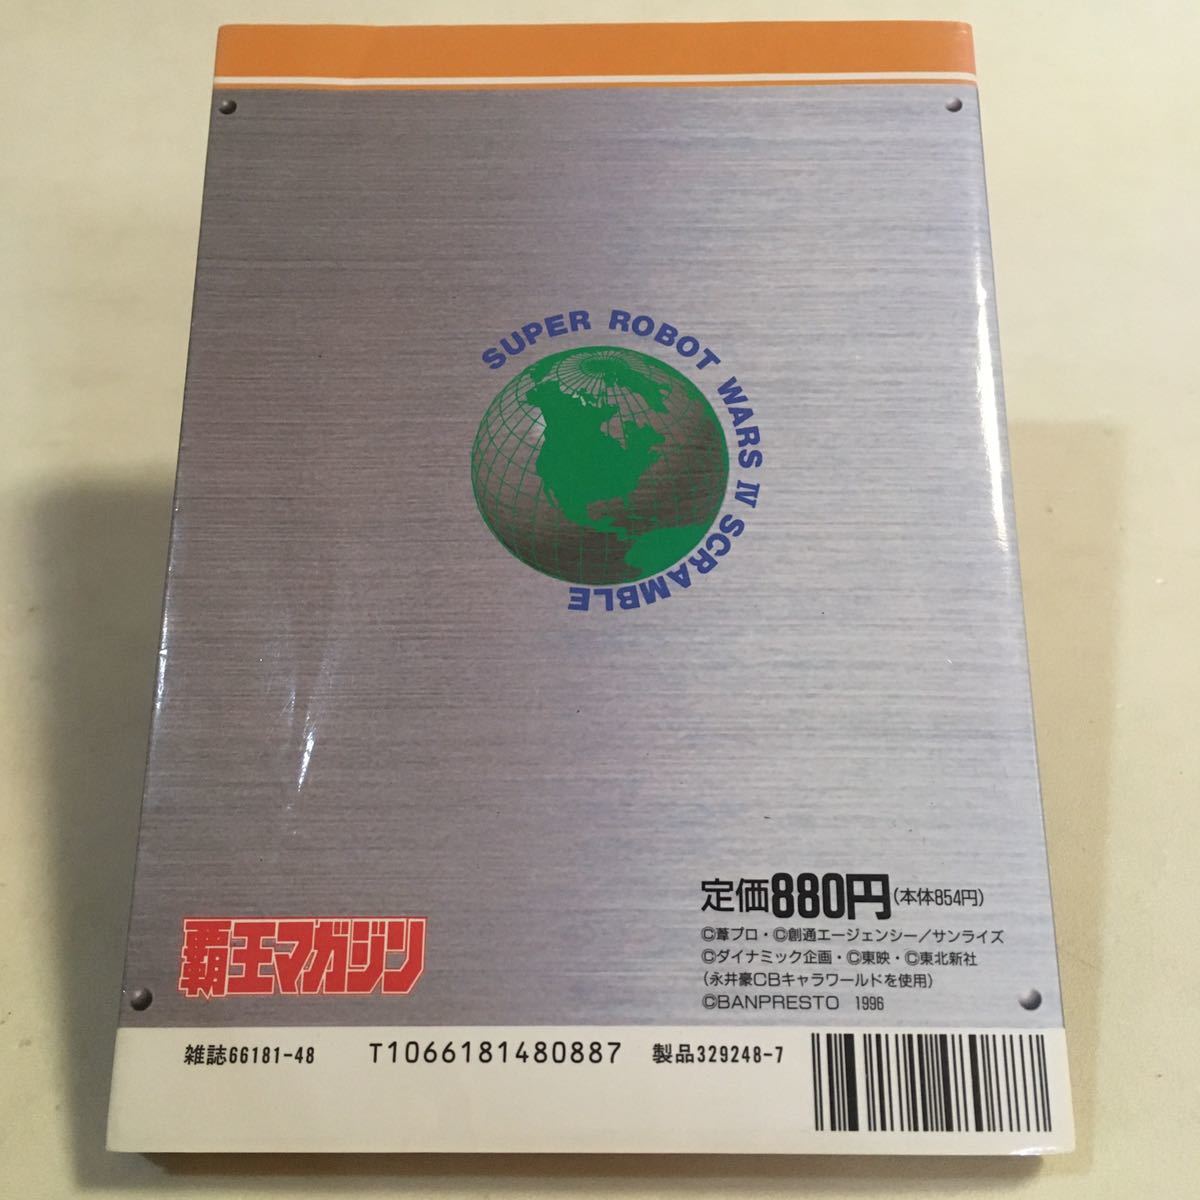 SUPER ROBOT WARS IV SCRAMBLE
定価880円(本体854円)
©葦プロ・©創通エージェンシー/サンライズ
©ダイナミック企画・©東映・©東北新社
(永井豪CBキャラワールドを使用)
©BANPRESTO 1996
覇王マガジン
雑誌66181-48 T1066181480887 製品329248-7